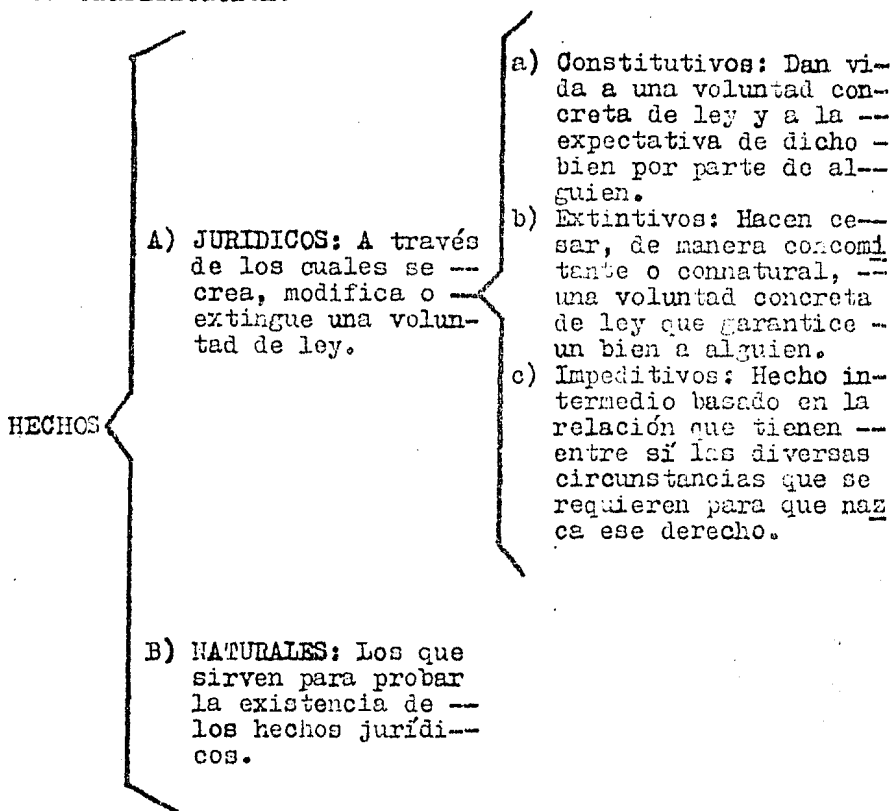 HECHOS
A) JURIDICOS: A través
de los cuales se --
crea, modifica o --
extingue una volun-
tad de ley.
a) Constitutivos: Dan vi-
da a una voluntad con-
creta de ley y a la --
expectativa de dicho -
bien por parte de al--
guien.
b) Extintivos: Hacen ce--
sar, de manera concomi
tante o connatural, --
una voluntad concreta
de ley que garantice -
un bien a alguien.
c) Impeditivos: Hecho in-
termedio basado en la
relación que tienen --
entre sí las diversas
circunstancias que se
requieren para que naz
ca ese derecho.
B) NATURALES: Los que
sirven para probar
la existencia de --
los hechos jurídi--
cos.